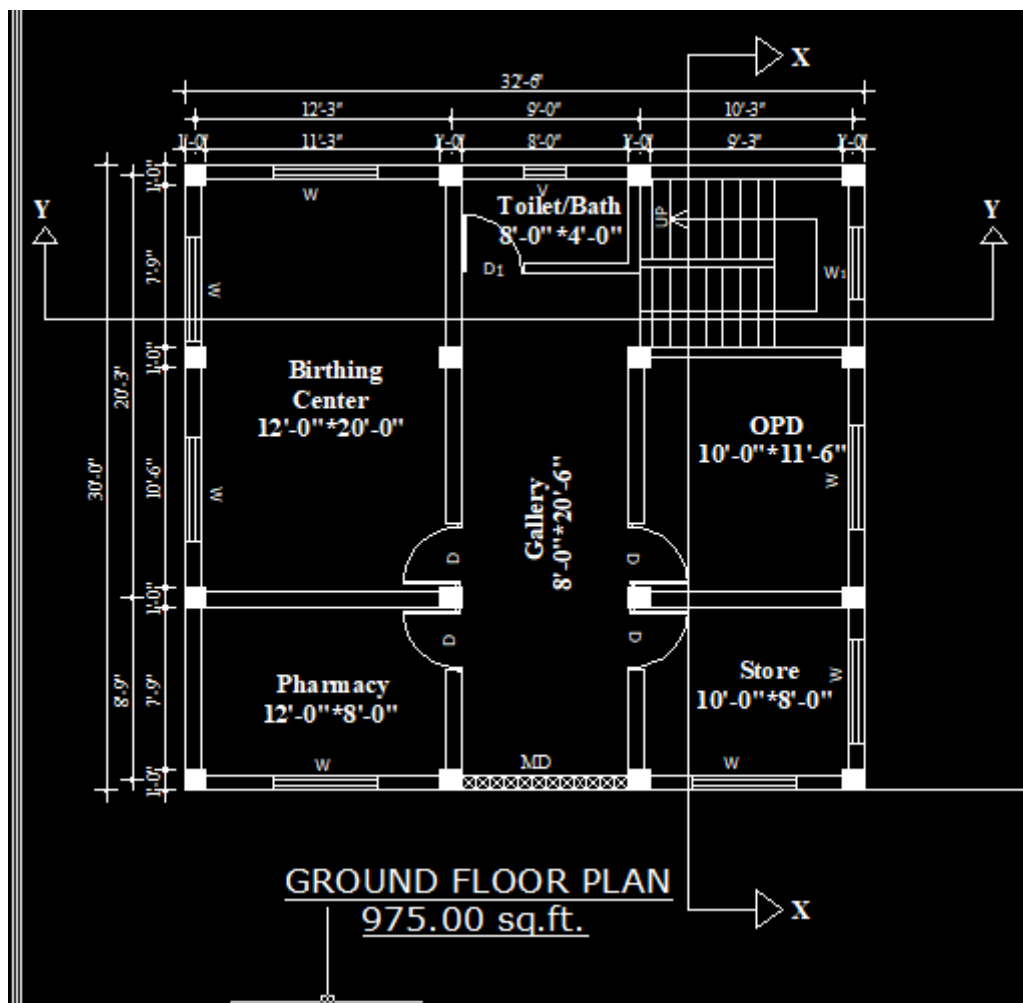 X
32'-6"
12'-3" 9'-0" 10'-3"
1'-0" 11'-3" 1'-0" 8'-0" 1'-0" 9'-3" 1'-0"
1'-0"
W
V
Toilet/Bath
8'-0"*4'-0"
UP
Y
Y
D1
W1
7'-9"
W
1'-0"
20'-3"
Birthing
Center
12'-0"*20'-0"
OPD
10'-0"*11'-6"
30'-0"
10'-6"
W
W
Gallery
8'-0"*20'-6"
D
D
1'-0"
D
D
8'-9"
7'-9"
Pharmacy
12'-0"*8'-0"
Store
10'-0"*8'-0"
W
W
MD
W
1'-0"
GROUND FLOOR PLAN
975.00 sq.ft.
X